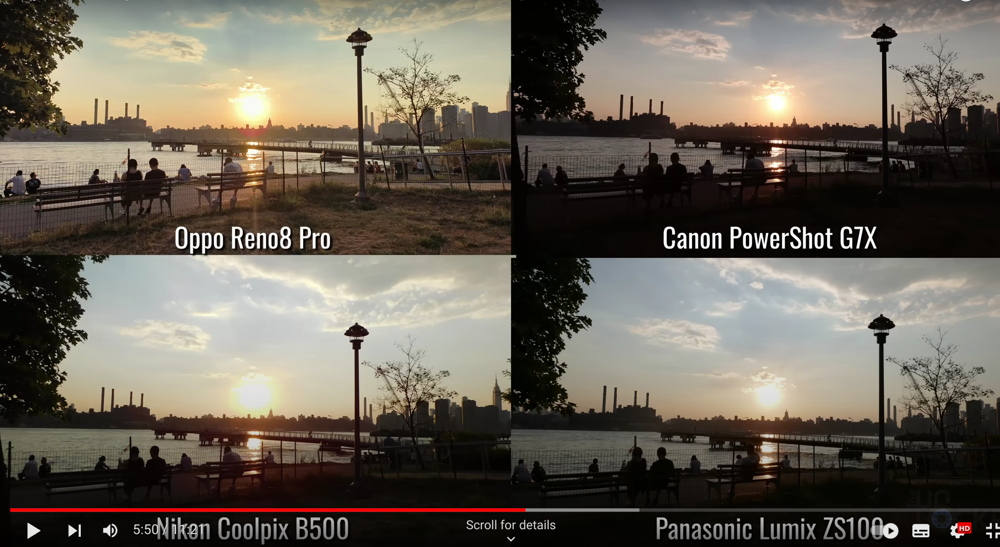 Oppo Reno8 Pro
Canon PowerShot G7X
Nikon Coolpix B500
Panasonic Lumix ZS100
5:50 / 11:21
Scroll for details
HD